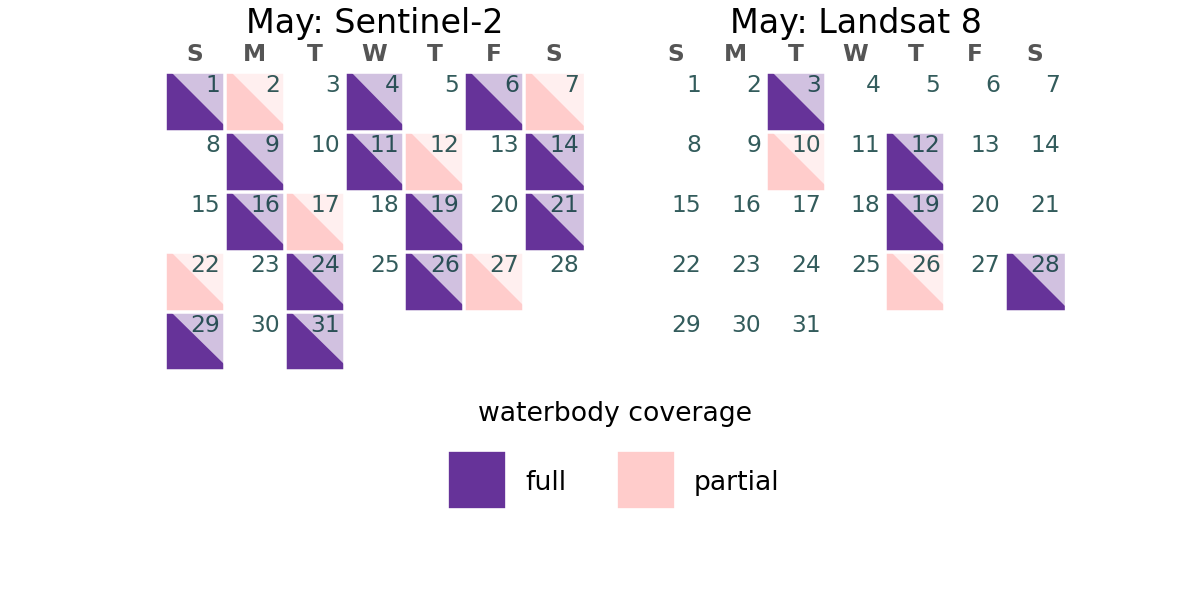 May: Sentinel-2
S M T W T F S
1 2 3 4 5 6 7
8 9 10 11 12 13 14
15 16 17 18 19 20 21
22 23 24 25 26 27 28
29 30 31
May: Landsat 8
S M T W T F S
1 2 3 4 5 6 7
8 9 10 11 12 13 14
15 16 17 18 19 20 21
22 23 24 25 26 27 28
29 30 31
waterbody coverage
full partial